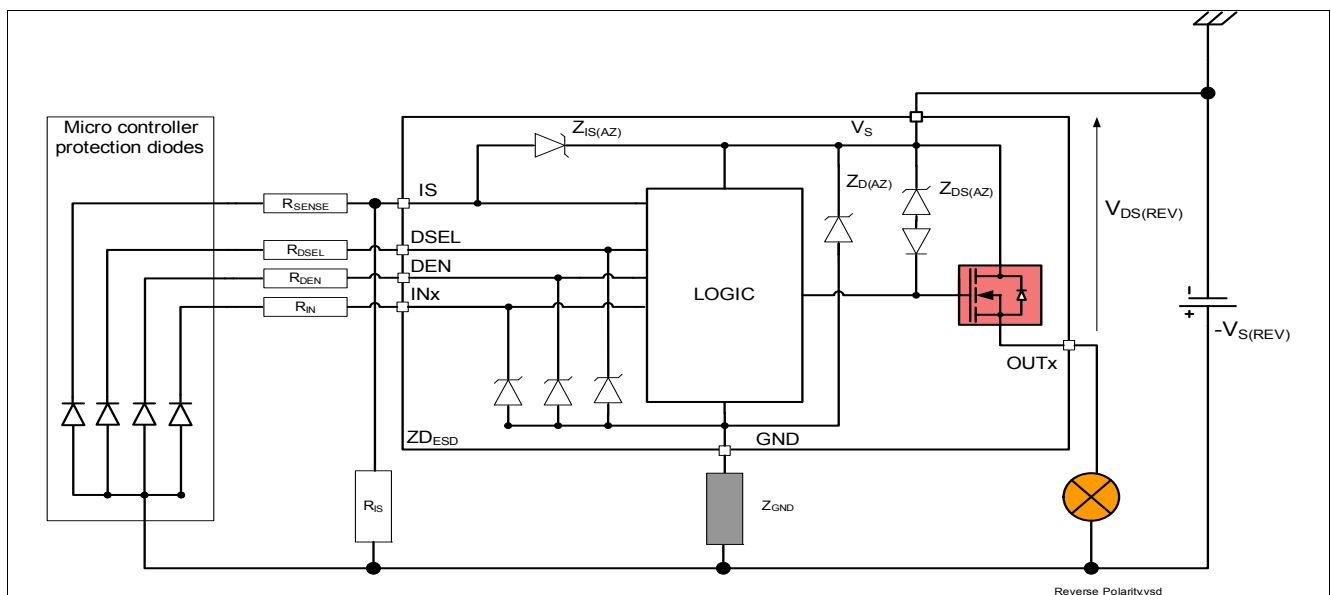 Micro controller
protection diodes
Z_IS(AZ)
V_S
IS
R_SENSE
Z_D(AZ)
Z_DS(AZ)
V_DS(REV)
DSEL
R_DSEL
DEN
R_DEN
INx
R_IN
LOGIC
-
+
-V_S(REV)
OUTx
ZD_ESD
GND
R_IS
Z_GND
Reverse Polarity.vsd